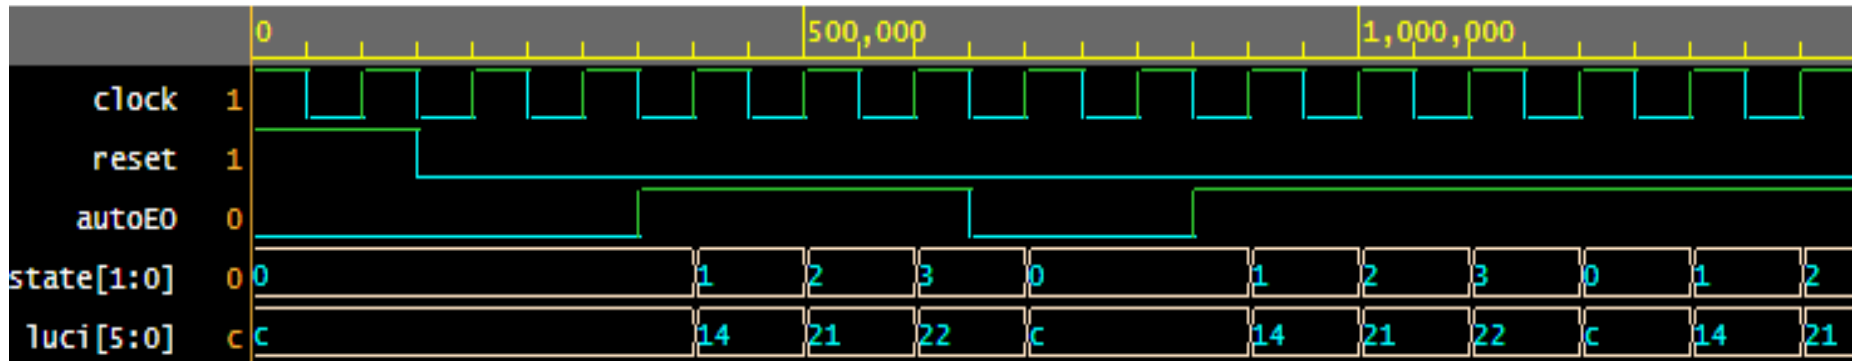 0 500,000 1,000,000
clock 1
reset 1
autoEO 0
state[1:0] 0 0 1 2 3 0 1 2 3 0 1 2
luci[5:0] c c 14 21 22 c 14 21 22 c 14 21